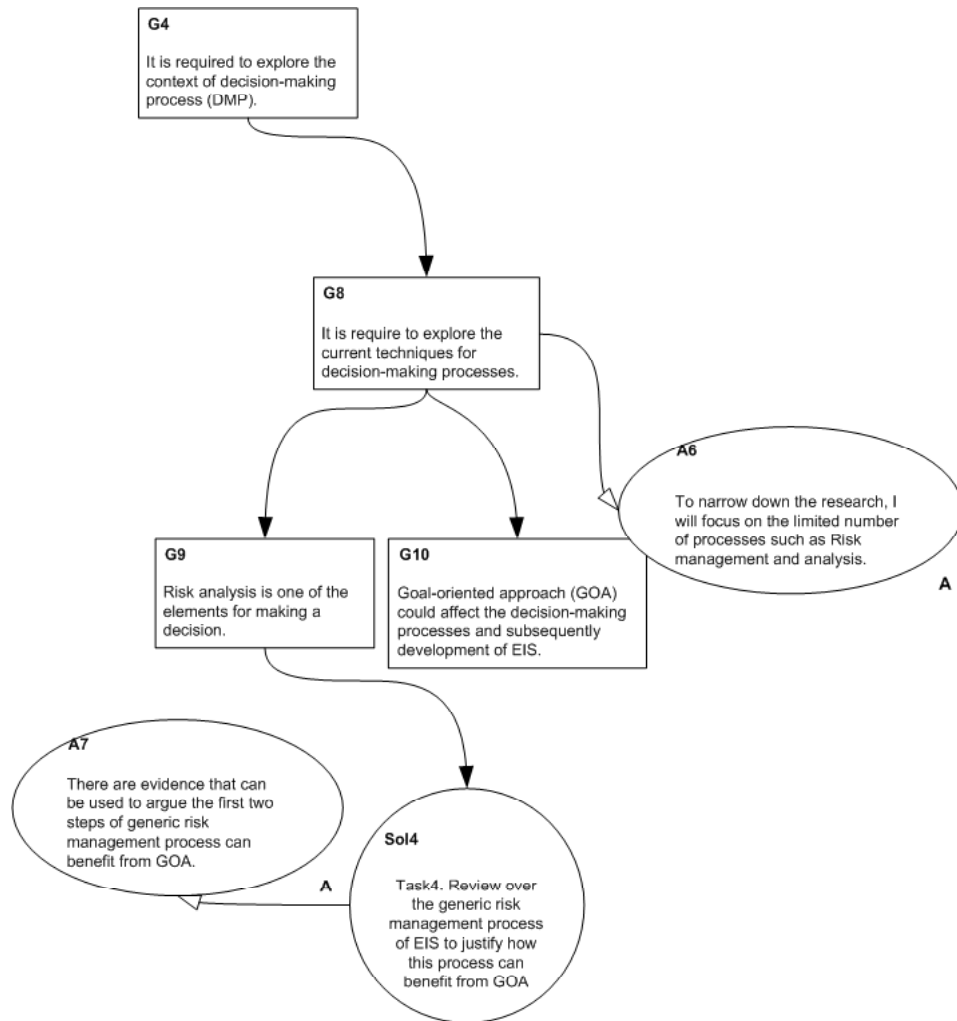 G4
It is required to explore the
context of decision-making
process (DMP).
G8
It is require to explore the
current techniques for
decision-making processes.
A6
To narrow down the research, I
will focus on the limited number
of processes such as Risk
management and analysis.
A
G9
Risk analysis is one of the
elements for making a
decision.
G10
Goal-oriented approach (GOA)
could affect the decision-making
processes and subsequently
development of EIS.
A7
There are evidence that can
be used to argue the first two
steps of generic risk
management process can
benefit from GOA.
A
Sol4
Task4. Review over
the generic risk
management process
of EIS to justify how
this process can
benefit from GOA